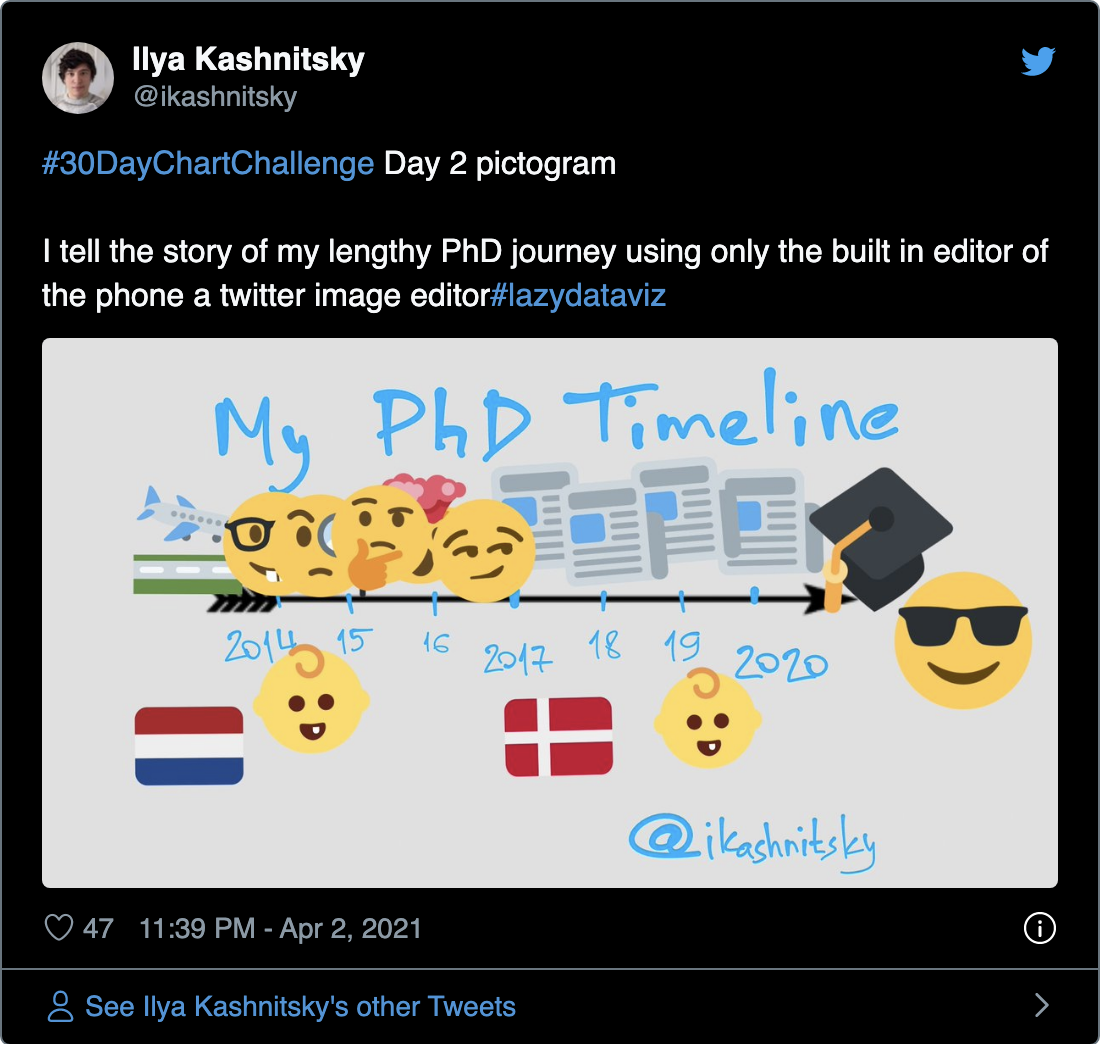 Ilya Kashnitsky
@ikashnitsky
#30DayChartChallenge Day 2 pictogram
I tell the story of my lengthy PhD journey using only the built in editor of
the phone a twitter image editor#lazydataviz
My PhD Timeline
2014 15 16 2017 18 19 2020
@ikashnitsky
47 11:39 PM - Apr 2, 2021
See Ilya Kashnitsky's other Tweets